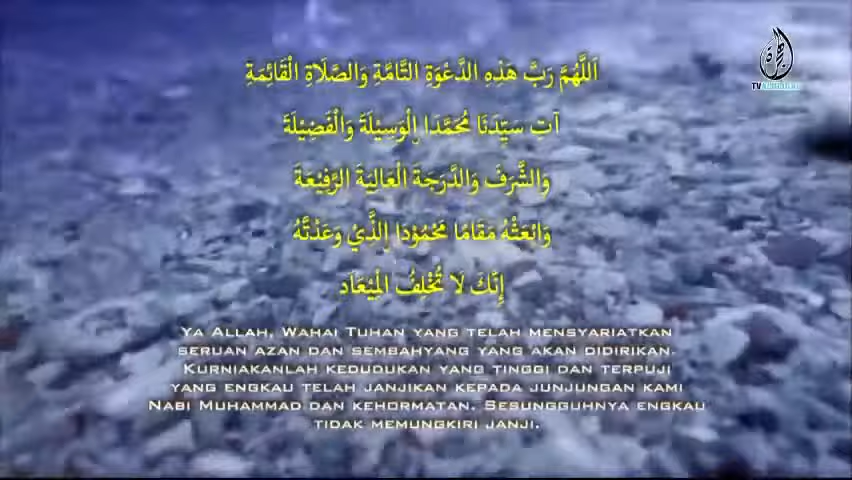 اَللَّهُمَّ رَبَّ هَذِهِ الدَّعْوَةِ التَّامَّةِ وَالصَّلَاةِ الْقَائِمَةِ
آتِ سَيِّدَنَا مُحَمَّدَا ِلْوَسِيْلَةَ وَالْفَضِيْلَةَ
وَالشَّرَفَ وَالدَّرَجَةَ الْعَالِيَةَ الرَّفِيْعَةَ
وَابْعَثْهُ مَقَامًا مَحْمُوْدَا ِلَّذِيْ وَعَدْتَّهُ
إِنَّكَ لَا تُخْلِفُ الْمِيْعَاد
Ya Allah, Wahai Tuhan yang telah mensyariatkan
seruan azan dan sembahyang yang akan didirikan.
Kurniakanlah kedudukan yang tinggi dan terpuji
yang engkau telah janjikan kepada junjungan kami
Nabi Muhammad dan kehormatan. Sesungguhnya engkau
tidak memungkiri janji.